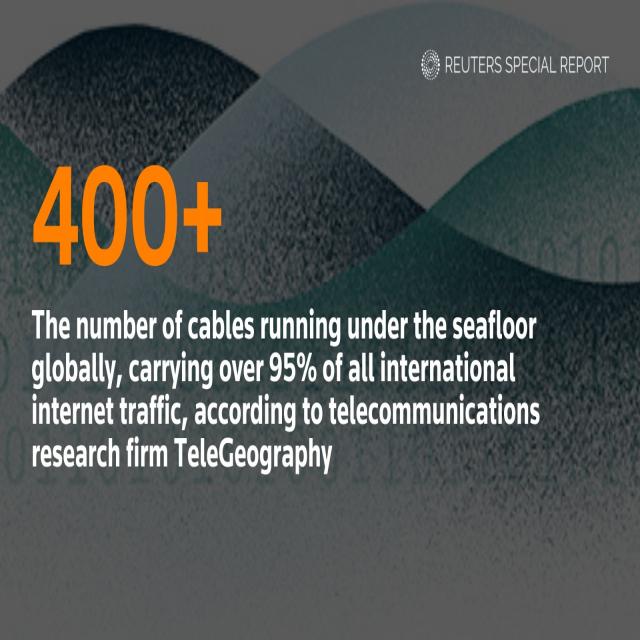 REUTERS SPECIAL REPORT
400+
The number of cables running under the seafloor
globally, carrying over 95% of all international
internet traffic, according to telecommunications
research firm TeleGeography